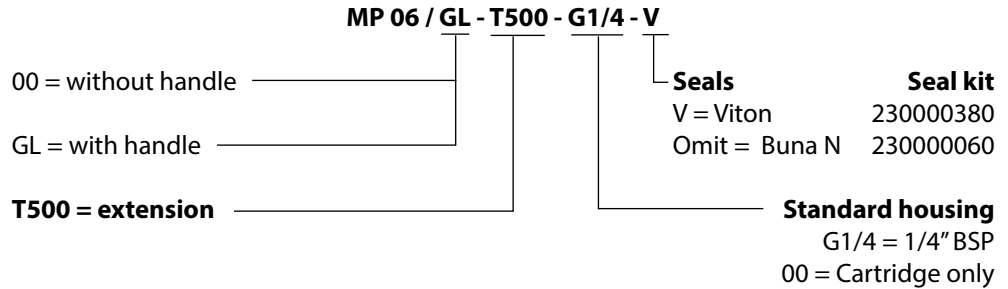 MP 06 / GL - T500 - G1/4 - V
00 = without handle
GL = with handle
T500 = extension
Seals Seal kit
V = Viton 230000380
Omit = Buna N 230000060
Standard housing
G1/4 = 1/4” BSP
00 = Cartridge only